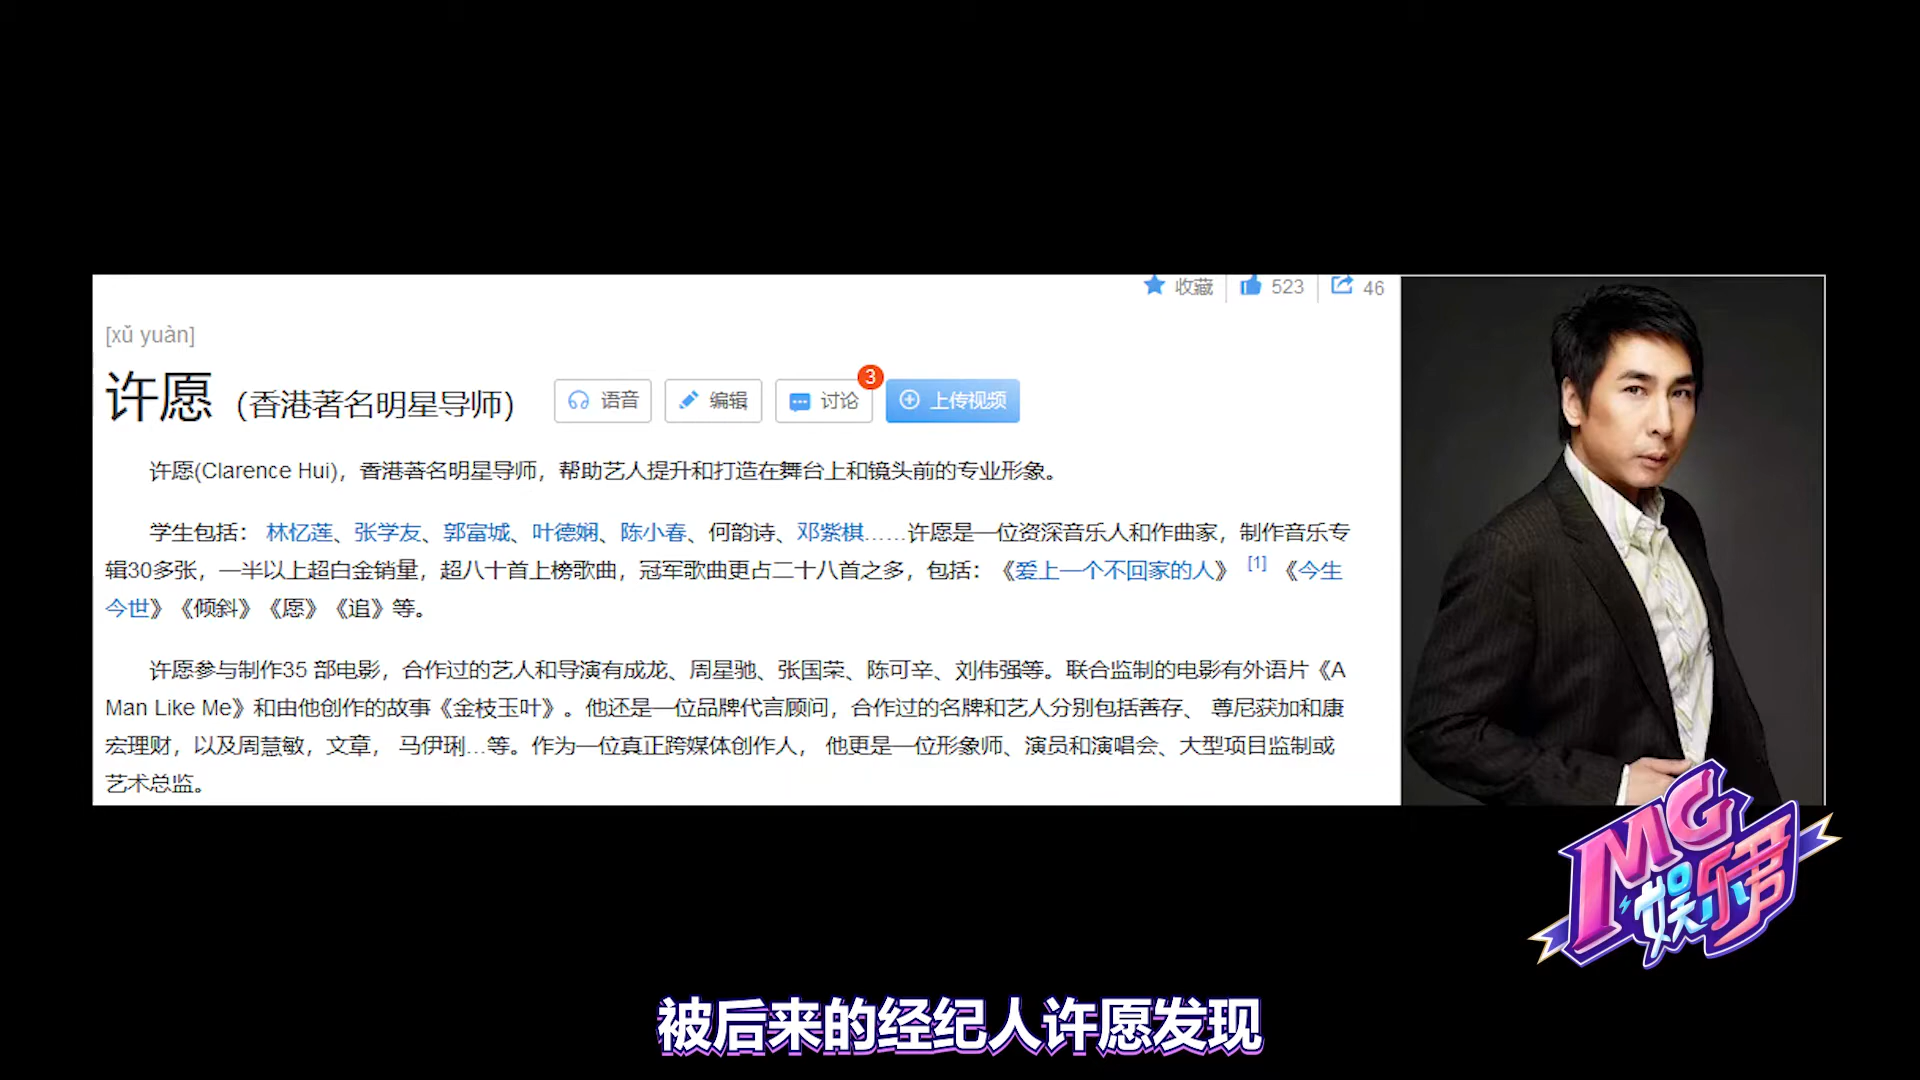 收藏 523 46
[xǔ yuàn]
许愿 (香港著名明星导师) 语音 编辑 讨论 3 上传视频
许愿(Clarence Hui)，香港著名明星导师，帮助艺人提升和打造在舞台上和镜头前的专业形象。
学生包括： 林忆莲、张学友、郭富城、叶德娴、陈小春、何韵诗、邓紫棋……许愿是一位资深音乐人和作曲家，制作音乐专
辑30多张，一半以上超白金销量，超八十首上榜歌曲，冠军歌曲更占二十八首之多，包括：《爱上一个不回家的人》 [1] 《今生
今世》《倾斜》《愿》《追》等。
许愿参与制作35 部电影，合作过的艺人和导演有成龙、周星驰、张国荣、陈可辛、刘伟强等。联合监制的电影有外语片《A
Man Like Me》和由他创作的故事《金枝玉叶》。他还是一位品牌代言顾问，合作过的名牌和艺人分别包括善存、 尊尼获加和康
宏理财，以及周慧敏，文章， 马伊琍...等。作为一位真正跨媒体创作人， 他更是一位形象师、演员和演唱会、大型项目监制或
艺术总监。
MG
娱乐君
被后来的经纪人许愿发现